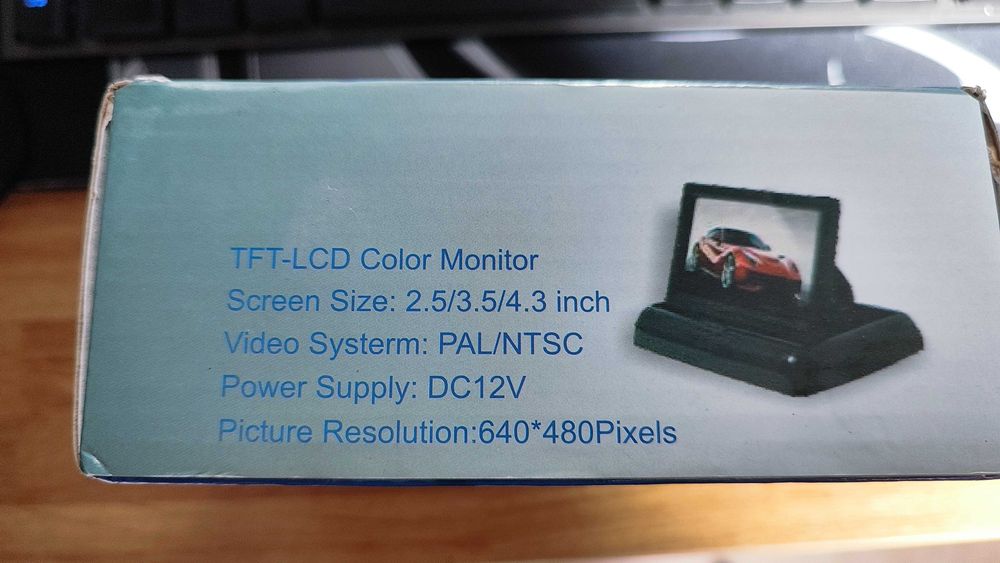 TFT-LCD Color Monitor
Screen Size: 2.5/3.5/4.3 inch
Video Systerm: PAL/NTSC
Power Supply: DC12V
Picture Resolution:640*480Pixels